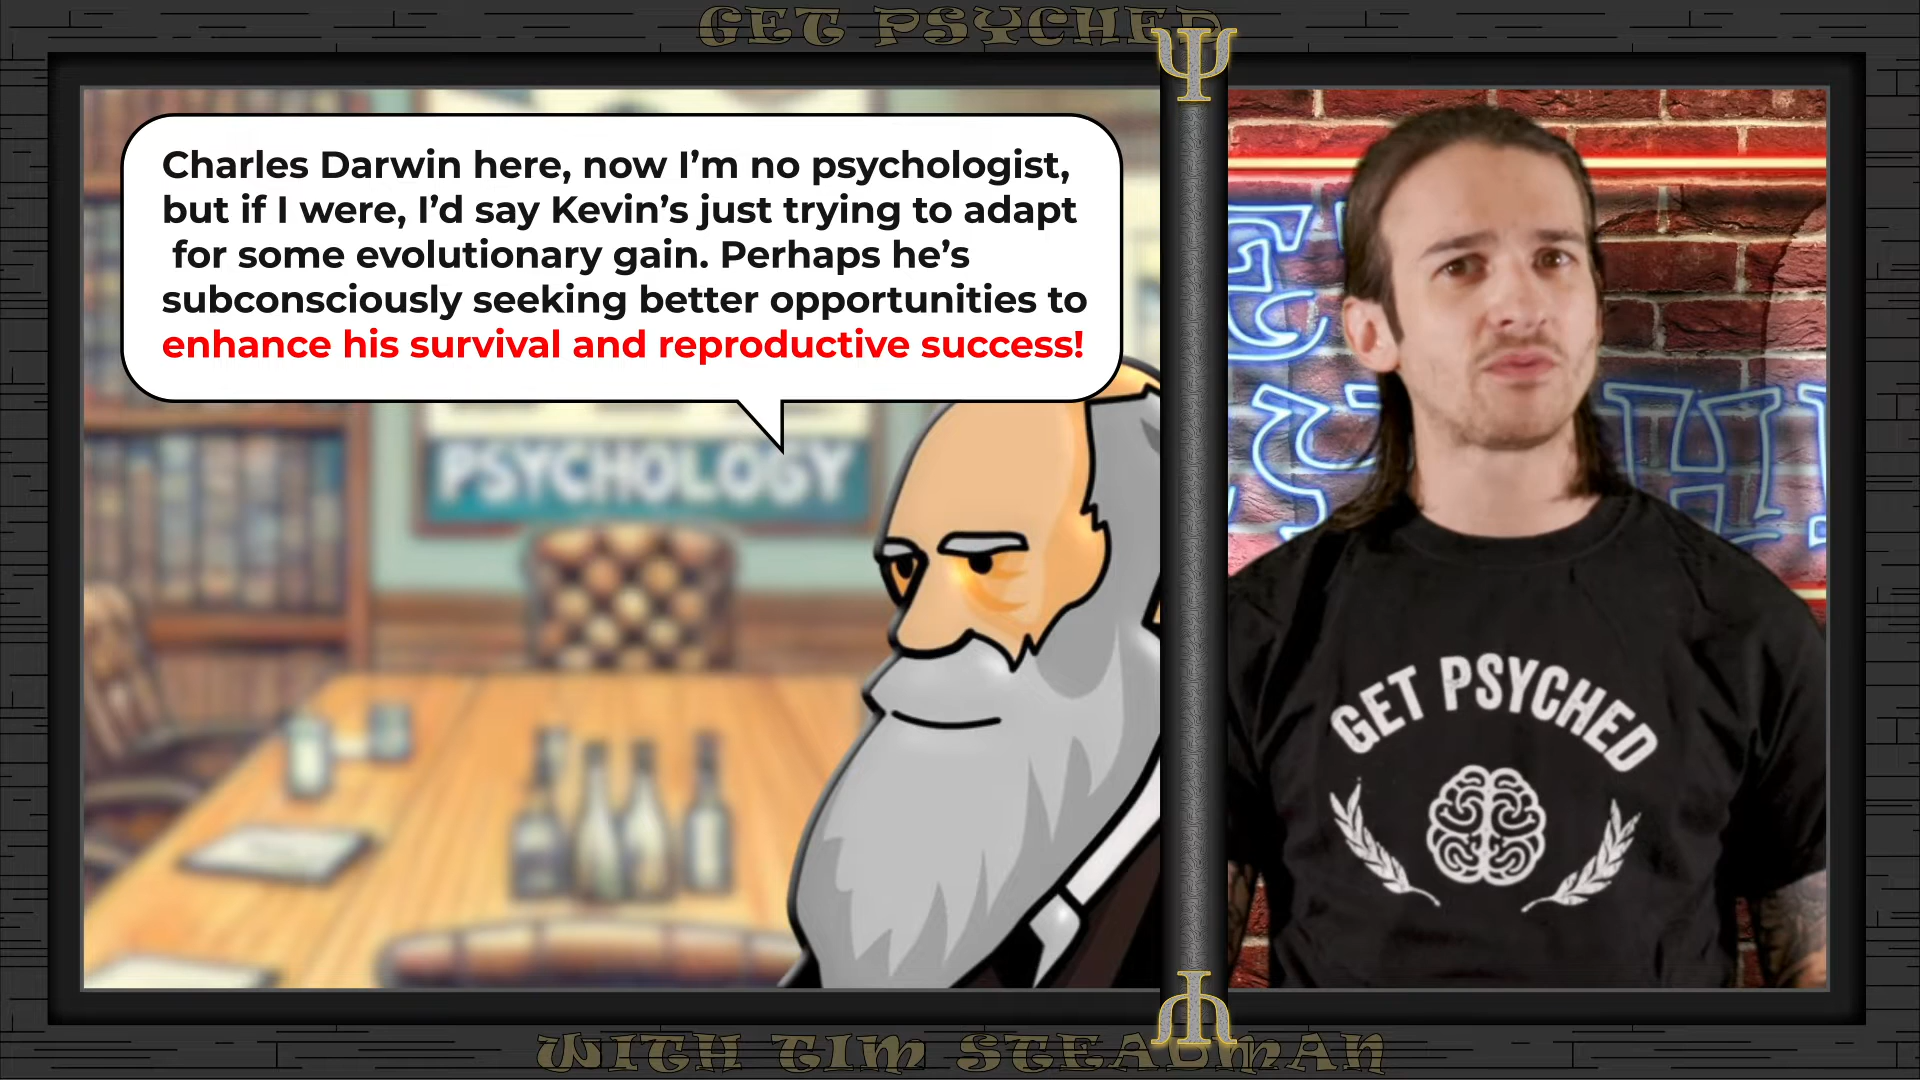 GET PSYCHED
Charles Darwin here, now I'm no psychologist,
but if I were, I'd say Kevin's just trying to adapt
for some evolutionary gain. Perhaps he's
subconsciously seeking better opportunities to
enhance his survival and reproductive success!
PSYCHOLOGY
GET PSYCHED
WITH TIM STEADMAN